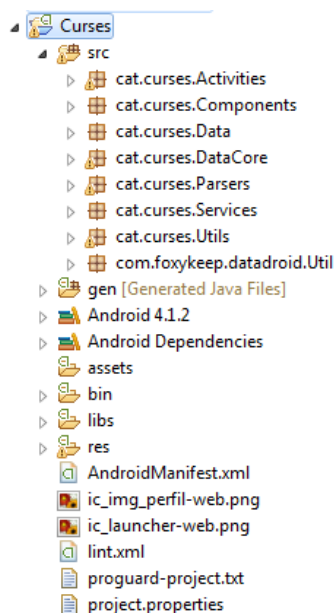 Curses
src
cat.curses.Activities
cat.curses.Components
cat.curses.Data
cat.curses.DataCore
cat.curses.Parsers
cat.curses.Services
cat.curses.Utils
com.foxykeep.datadroid.Util
gen [Generated Java Files]
Android 4.1.2
Android Dependencies
assets
bin
libs
res
AndroidManifest.xml
ic_img_perfil-web.png
ic_launcher-web.png
lint.xml
proguard-project.txt
project.properties